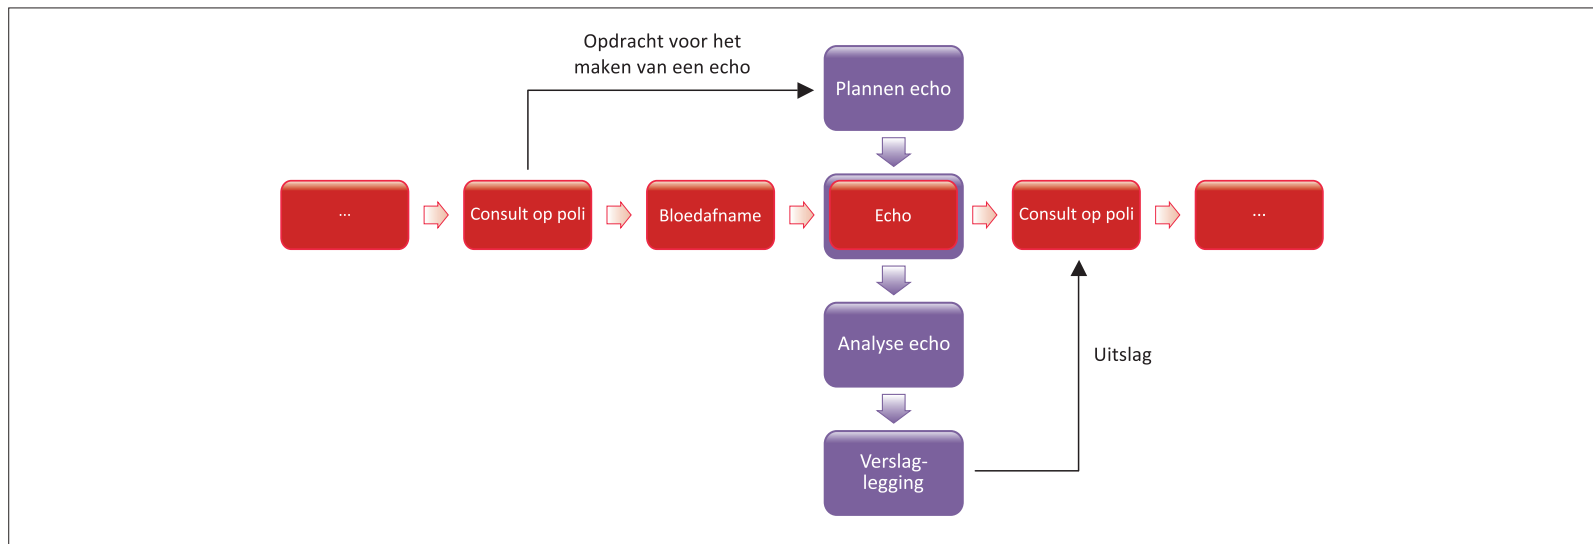 Opdracht voor het
maken van een echo
Plannen echo
...
Consult op poli
Bloedafname
Echo
Consult op poli
...
Analyse echo
Uitslag
Verslag-
legging